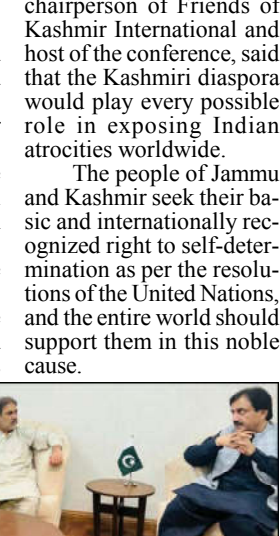 chairperson of Friends of
Kashmir International and
host of the conference, said
that the Kashmiri diaspora
would play every possible
role in exposing Indian
atrocities worldwide.
The people of Jammu
and Kashmir seek their ba-
sic and internationally rec-
ognized right to self-deter-
mination as per the resolu-
tions of the United Nations,
and the entire world should
support them in this noble
cause.